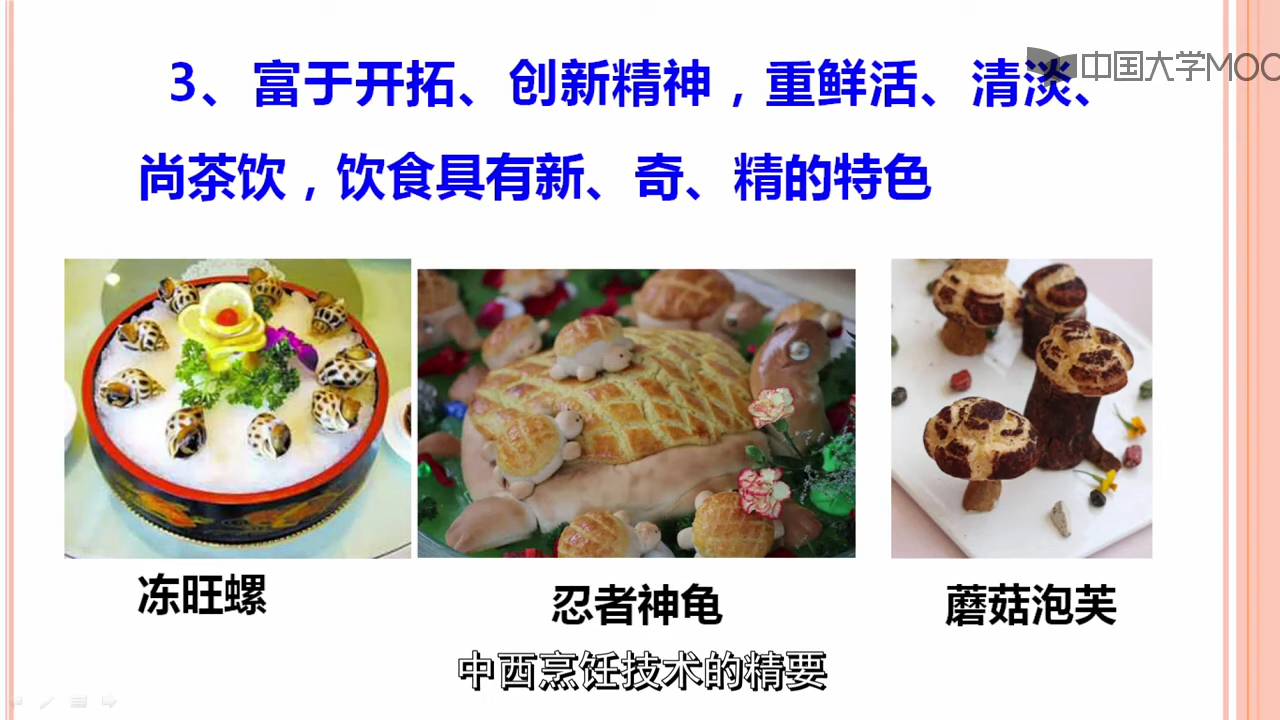 中国大学MOOC
3、富于开拓、创新精神，重鲜活、清淡、
尚茶饮，饮食具有新、奇、精的特色
冻旺螺
忍者神龟
蘑菇泡芙
中西烹饪技术的精要